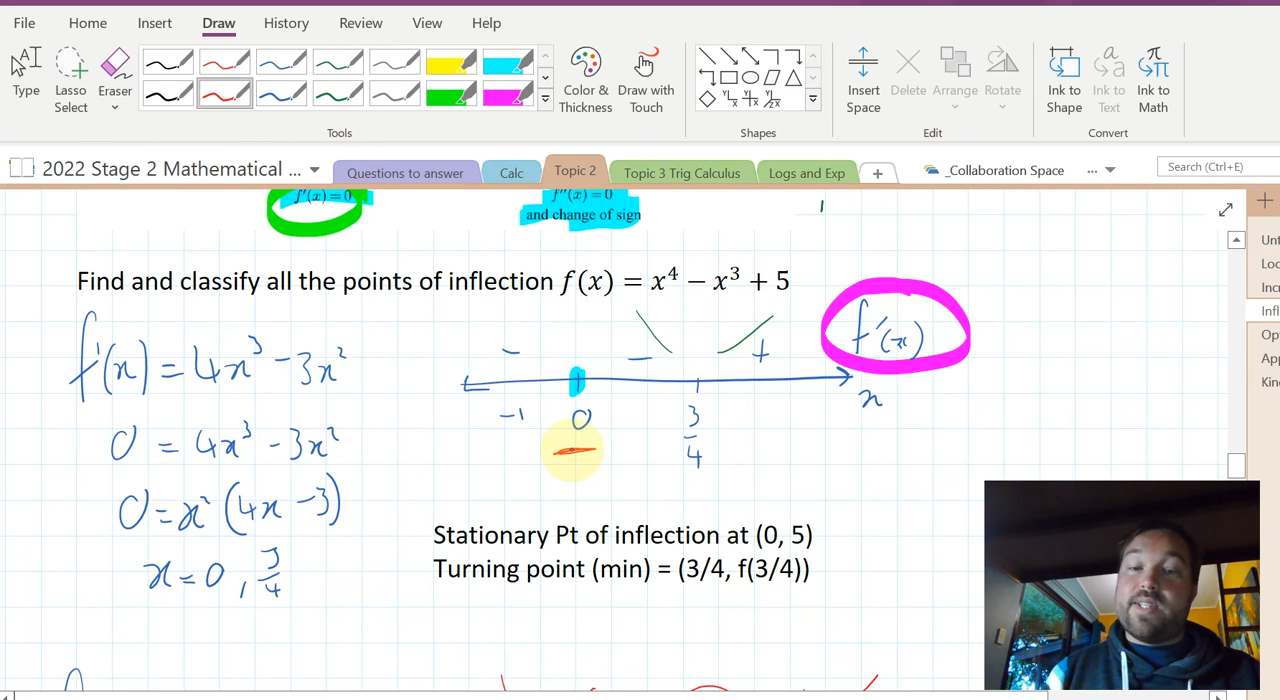 File Home Insert Draw History Review View Help
Type Lasso Select Eraser Color & Thickness Draw with Touch Insert Space Delete Arrange Rotate Ink to Shape Ink to Text Ink to Math
Tools Shapes Edit Convert
2022 Stage 2 Mathematical ... Questions to answer Calc Topic 2 Topic 3 Trig Calculus Logs and Exp + _Collaboration Space ... Search (Ctrl+E)
f'(x) = 0 f''(x) = 0
and change of sign
Find and classify all the points of inflection f(x) = x⁴ − x³ + 5
f'(x) = 4x³ − 3x²
− − + f'(x)
−1 0 3/4 x
0 = 4x³ − 3x²
0 = x² (4x − 3)
x = 0, 3/4
Stationary Pt of inflection at (0, 5)
Turning point (min) = (3/4, f(3/4))